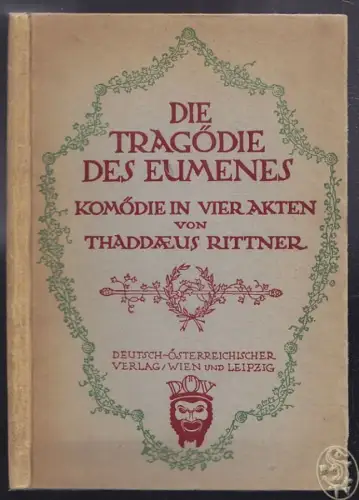 DIE
TRAGÖDIE
DES EUMENES
KOMÖDIE IN VIER AKTEN
VON
THADDÆUS RITTNER
DEUTSCH-ÖSTERREICHISCHER
VERLAG / WIEN UND LEIPZIG
DÖV